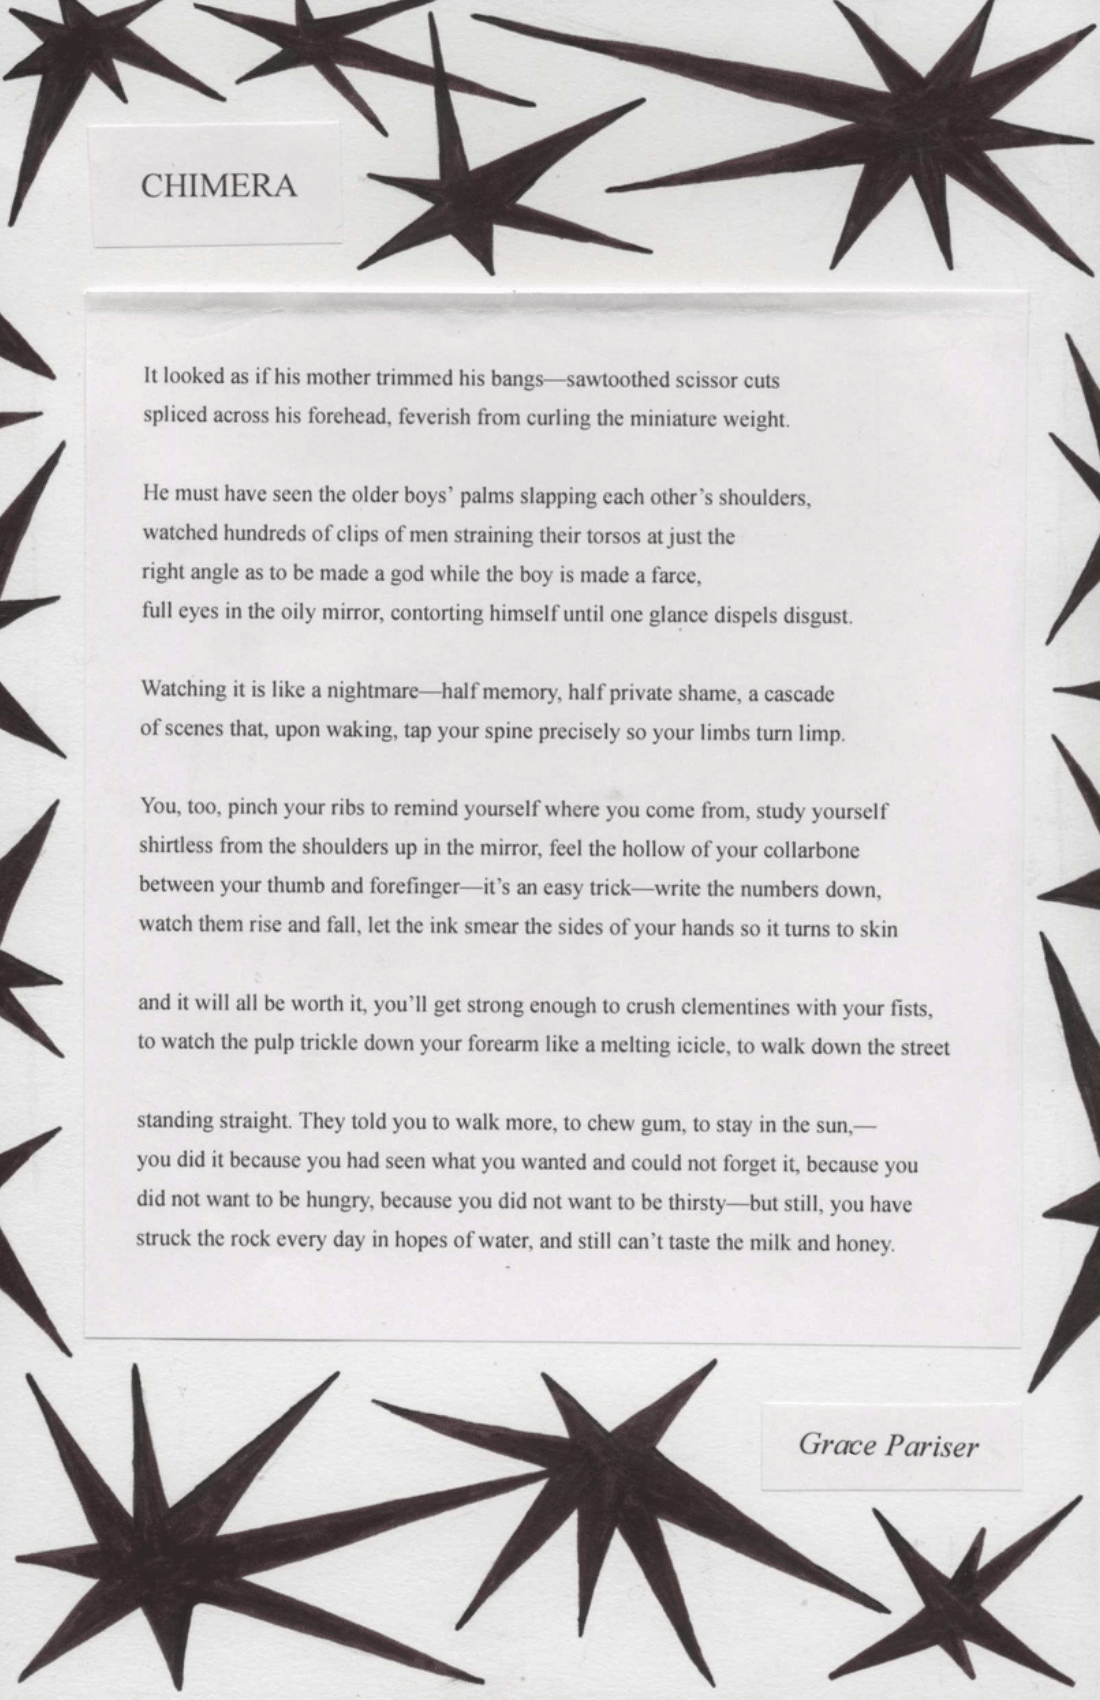 CHIMERA
It looked as if his mother trimmed his bangs—sawtoothed scissor cuts
spliced across his forehead, feverish from curling the miniature weight.
He must have seen the older boys’ palms slapping each other’s shoulders,
watched hundreds of clips of men straining their torsos at just the
right angle as to be made a god while the boy is made a farce,
full eyes in the oily mirror, contorting himself until one glance dispels disgust.
Watching it is like a nightmare—half memory, half private shame, a cascade
of scenes that, upon waking, tap your spine precisely so your limbs turn limp.
You, too, pinch your ribs to remind yourself where you come from, study yourself
shirtless from the shoulders up in the mirror, feel the hollow of your collarbone
between your thumb and forefinger—it’s an easy trick—write the numbers down,
watch them rise and fall, let the ink smear the sides of your hands so it turns to skin
and it will all be worth it, you’ll get strong enough to crush clementines with your fists,
to watch the pulp trickle down your forearm like a melting icicle, to walk down the street
standing straight. They told you to walk more, to chew gum, to stay in the sun,—
you did it because you had seen what you wanted and could not forget it, because you
did not want to be hungry, because you did not want to be thirsty—but still, you have
struck the rock every day in hopes of water, and still can’t taste the milk and honey.
Grace Pariser